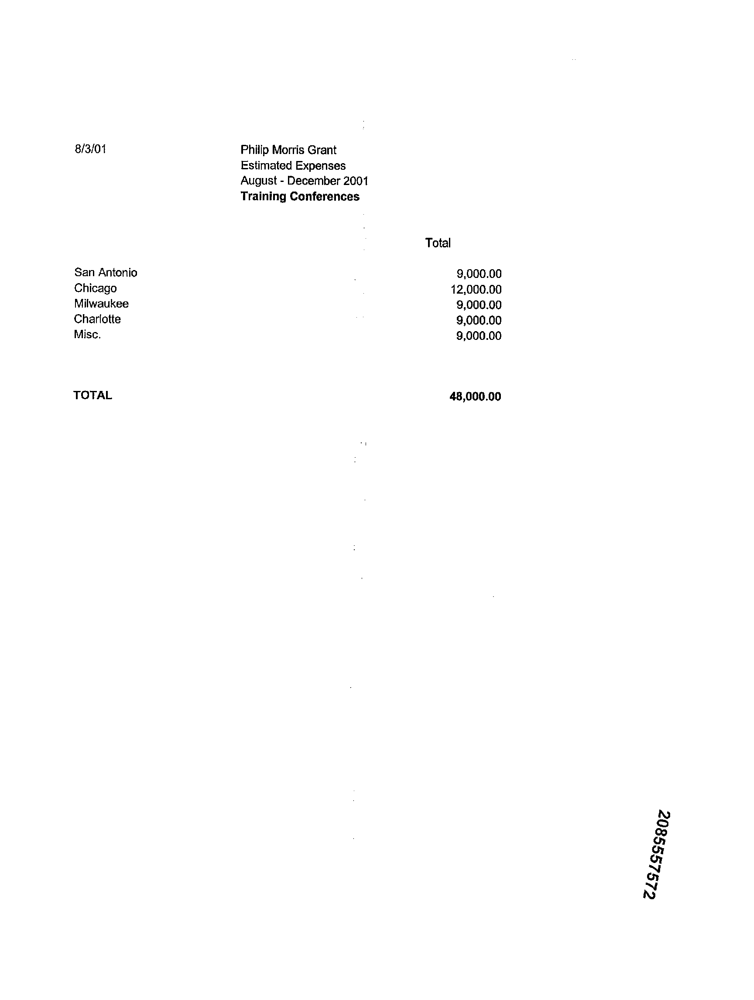 8/3/01
Philip Morris Grant
Estimated Expenses
August - December 2001
Training Conferences
Total
San Antonio 9,000.00
Chicago 12,000.00
Milwaukee 9,000.00
Charlotte 9,000.00
Misc. 9,000.00
TOTAL 48,000.00
2085557572